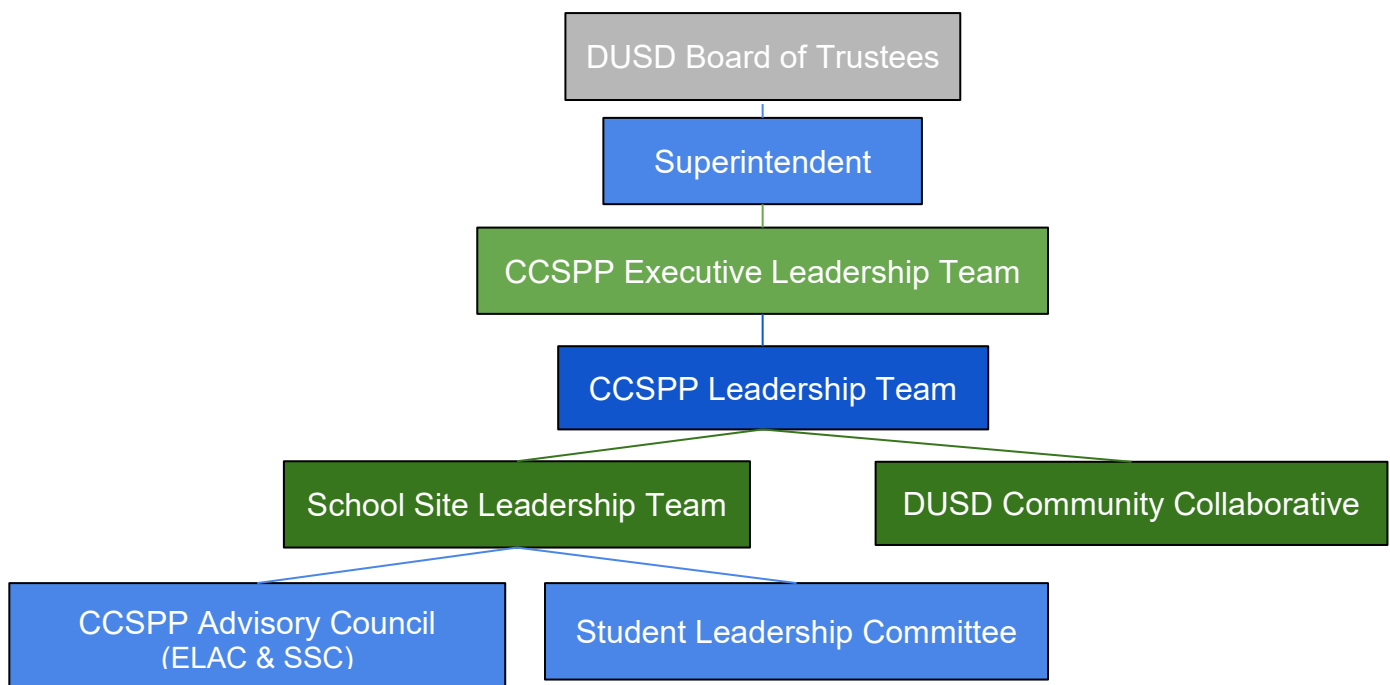 DUSD Board of Trustees
Superintendent
CCSPP Executive Leadership Team
CCSPP Leadership Team
School Site Leadership Team
DUSD Community Collaborative
CCSPP Advisory Council
(ELAC & SSC)
Student Leadership Committee